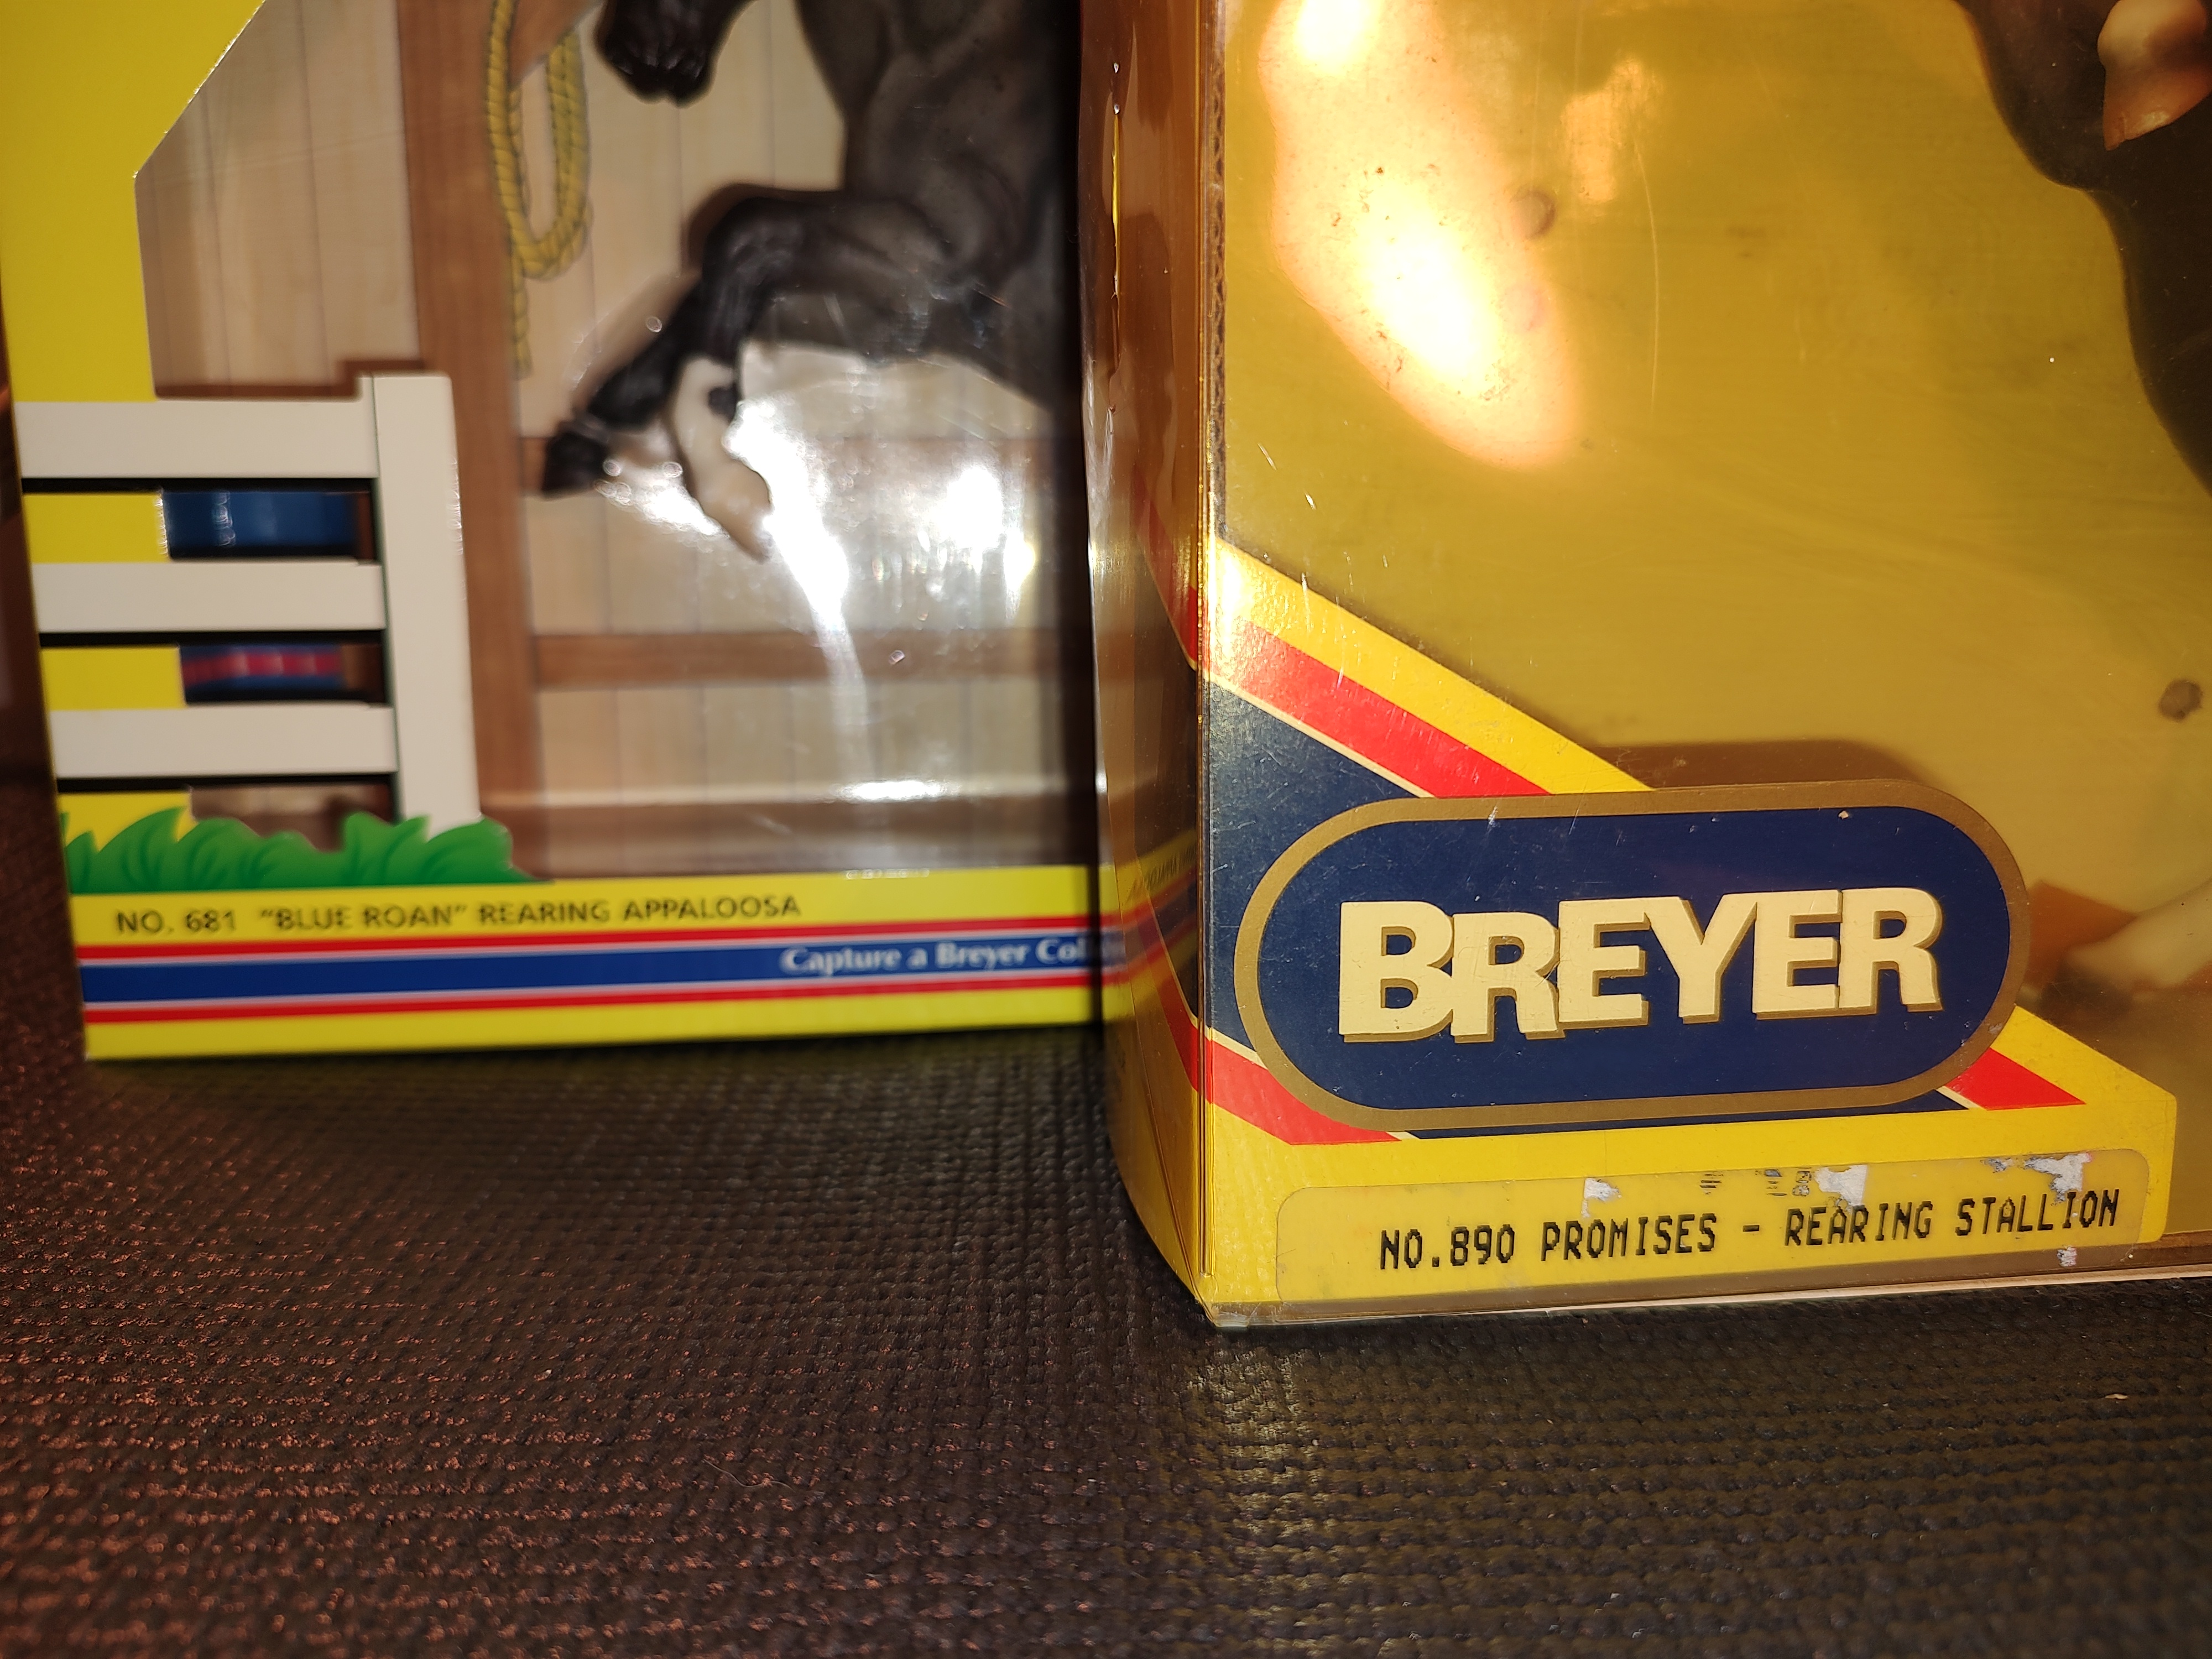 NO. 681 "BLUE ROAN" REARING APPALOOSA
Capture a Breyer
BREYER
NO.890 PROMISES - REARING STALLION